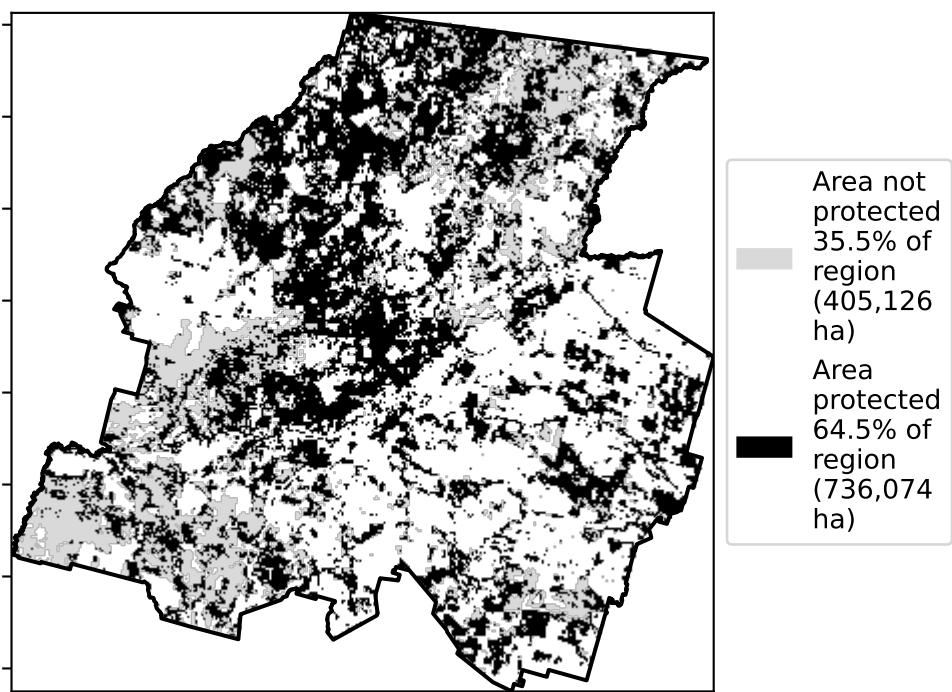 Area not
protected
35.5% of
region
(405,126
ha)
Area
protected
64.5% of
region
(736,074
ha)